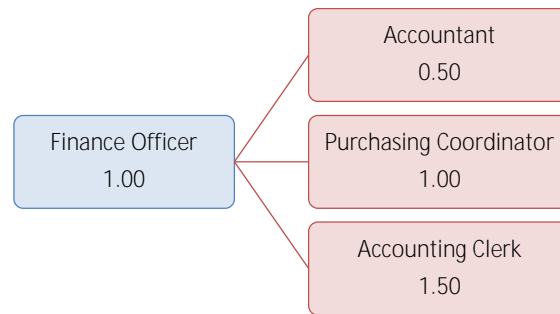 Finance Officer
1.00
Accountant
0.50
Purchasing Coordinator
1.00
Accounting Clerk
1.50